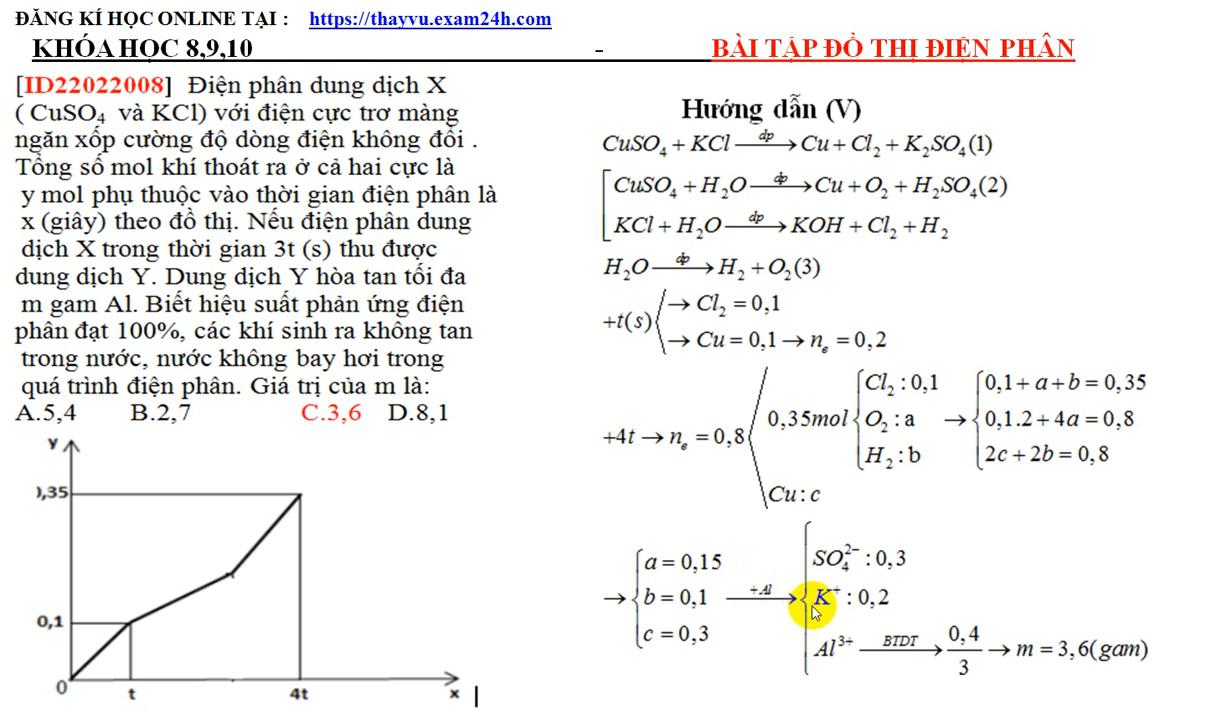 ĐĂNG KÍ HỌC ONLINE TẠI : https://thayvu.exam24h.com
KHÓA HỌC 8,9,10 - BÀI TẬP ĐỒ THỊ ĐIỆN PHÂN
[ID22022008] Điện phân dung dịch X
( CuSO₄ và KCl) với điện cực trơ màng
ngăn xốp cường độ dòng điện không đổi .
Tổng số mol khí thoát ra ở cả hai cực là
y mol phụ thuộc vào thời gian điện phân là
x (giây) theo đồ thị. Nếu điện phân dung
dịch X trong thời gian 3t (s) thu được
dung dịch Y. Dung dịch Y hòa tan tối đa
m gam Al. Biết hiệu suất phản ứng điện
phân đạt 100%, các khí sinh ra không tan
trong nước, nước không bay hơi trong
quá trình điện phân. Giá trị của m là:
A.5,4 B.2,7 C.3,6 D.8,1
y
),35
0,1
0 t 4t x
Hướng dẫn (V)
CuSO₄ + KCl —đp→ Cu + Cl₂ + K₂SO₄(1)
CuSO₄ + H₂O —đp→ Cu + O₂ + H₂SO₄(2)
KCl + H₂O —đp→ KOH + Cl₂ + H₂
H₂O —đp→ H₂ + O₂(3)
+t(s) → Cl₂ = 0,1
→ Cu = 0,1 → nₑ = 0,2
+4t → nₑ = 0,8
0,35mol
Cl₂ : 0,1
O₂ : a
H₂ : b
Cu : c
→ 0,1 + a + b = 0,35
0,1.2 + 4a = 0,8
2c + 2b = 0,8
→ a = 0,15
b = 0,1
c = 0,3
—+Al→
SO₄²⁻ : 0,3
K⁺ : 0,2
Al³⁺ —BTDT→ 0,4/3 → m = 3,6(gam)